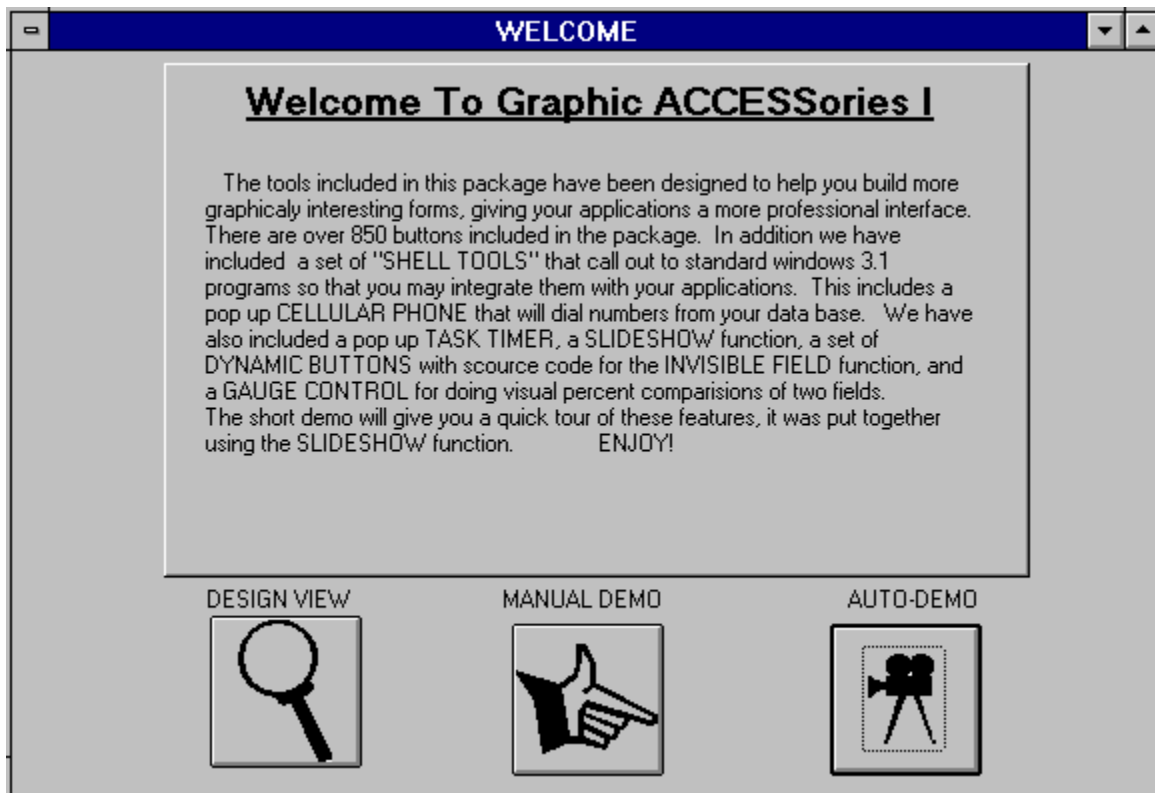 WELCOME
Welcome To Graphic ACCESSories I
The tools included in this package have been designed to help you build more
graphicaly interesting forms, giving your applications a more professional interface.
There are over 850 buttons included in the package.  In addition we have
included  a set of "SHELL TOOLS" that call out to standard windows 3.1
programs so that you may integrate them with your applications.  This includes a
pop up CELLULAR PHONE that will dial numbers from your data base.   We have
also included a pop up TASK TIMER, a SLIDESHOW function, a set of
DYNAMIC BUTTONS with scource code for the INVISIBLE FIELD function, and
a GAUGE CONTROL for doing visual percent comparisions of two fields.
The short demo will give you a quick tour of these features, it was put together
using the SLIDESHOW function.                ENJOY!
DESIGN VIEW    MANUAL DEMO    AUTO-DEMO